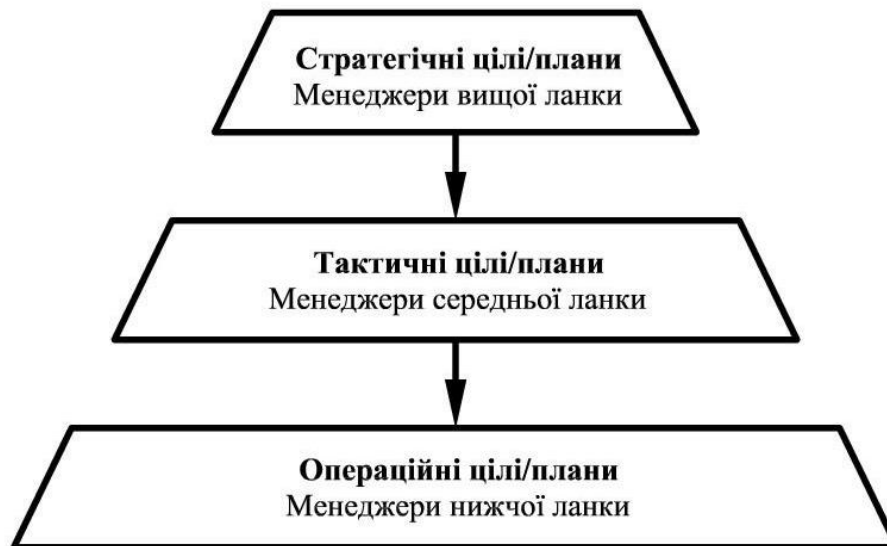 Стратегічні цілі/плани
Менеджери вищої ланки
Тактичні цілі/плани
Менеджери середньої ланки
Операційні цілі/плани
Менеджери нижчої ланки